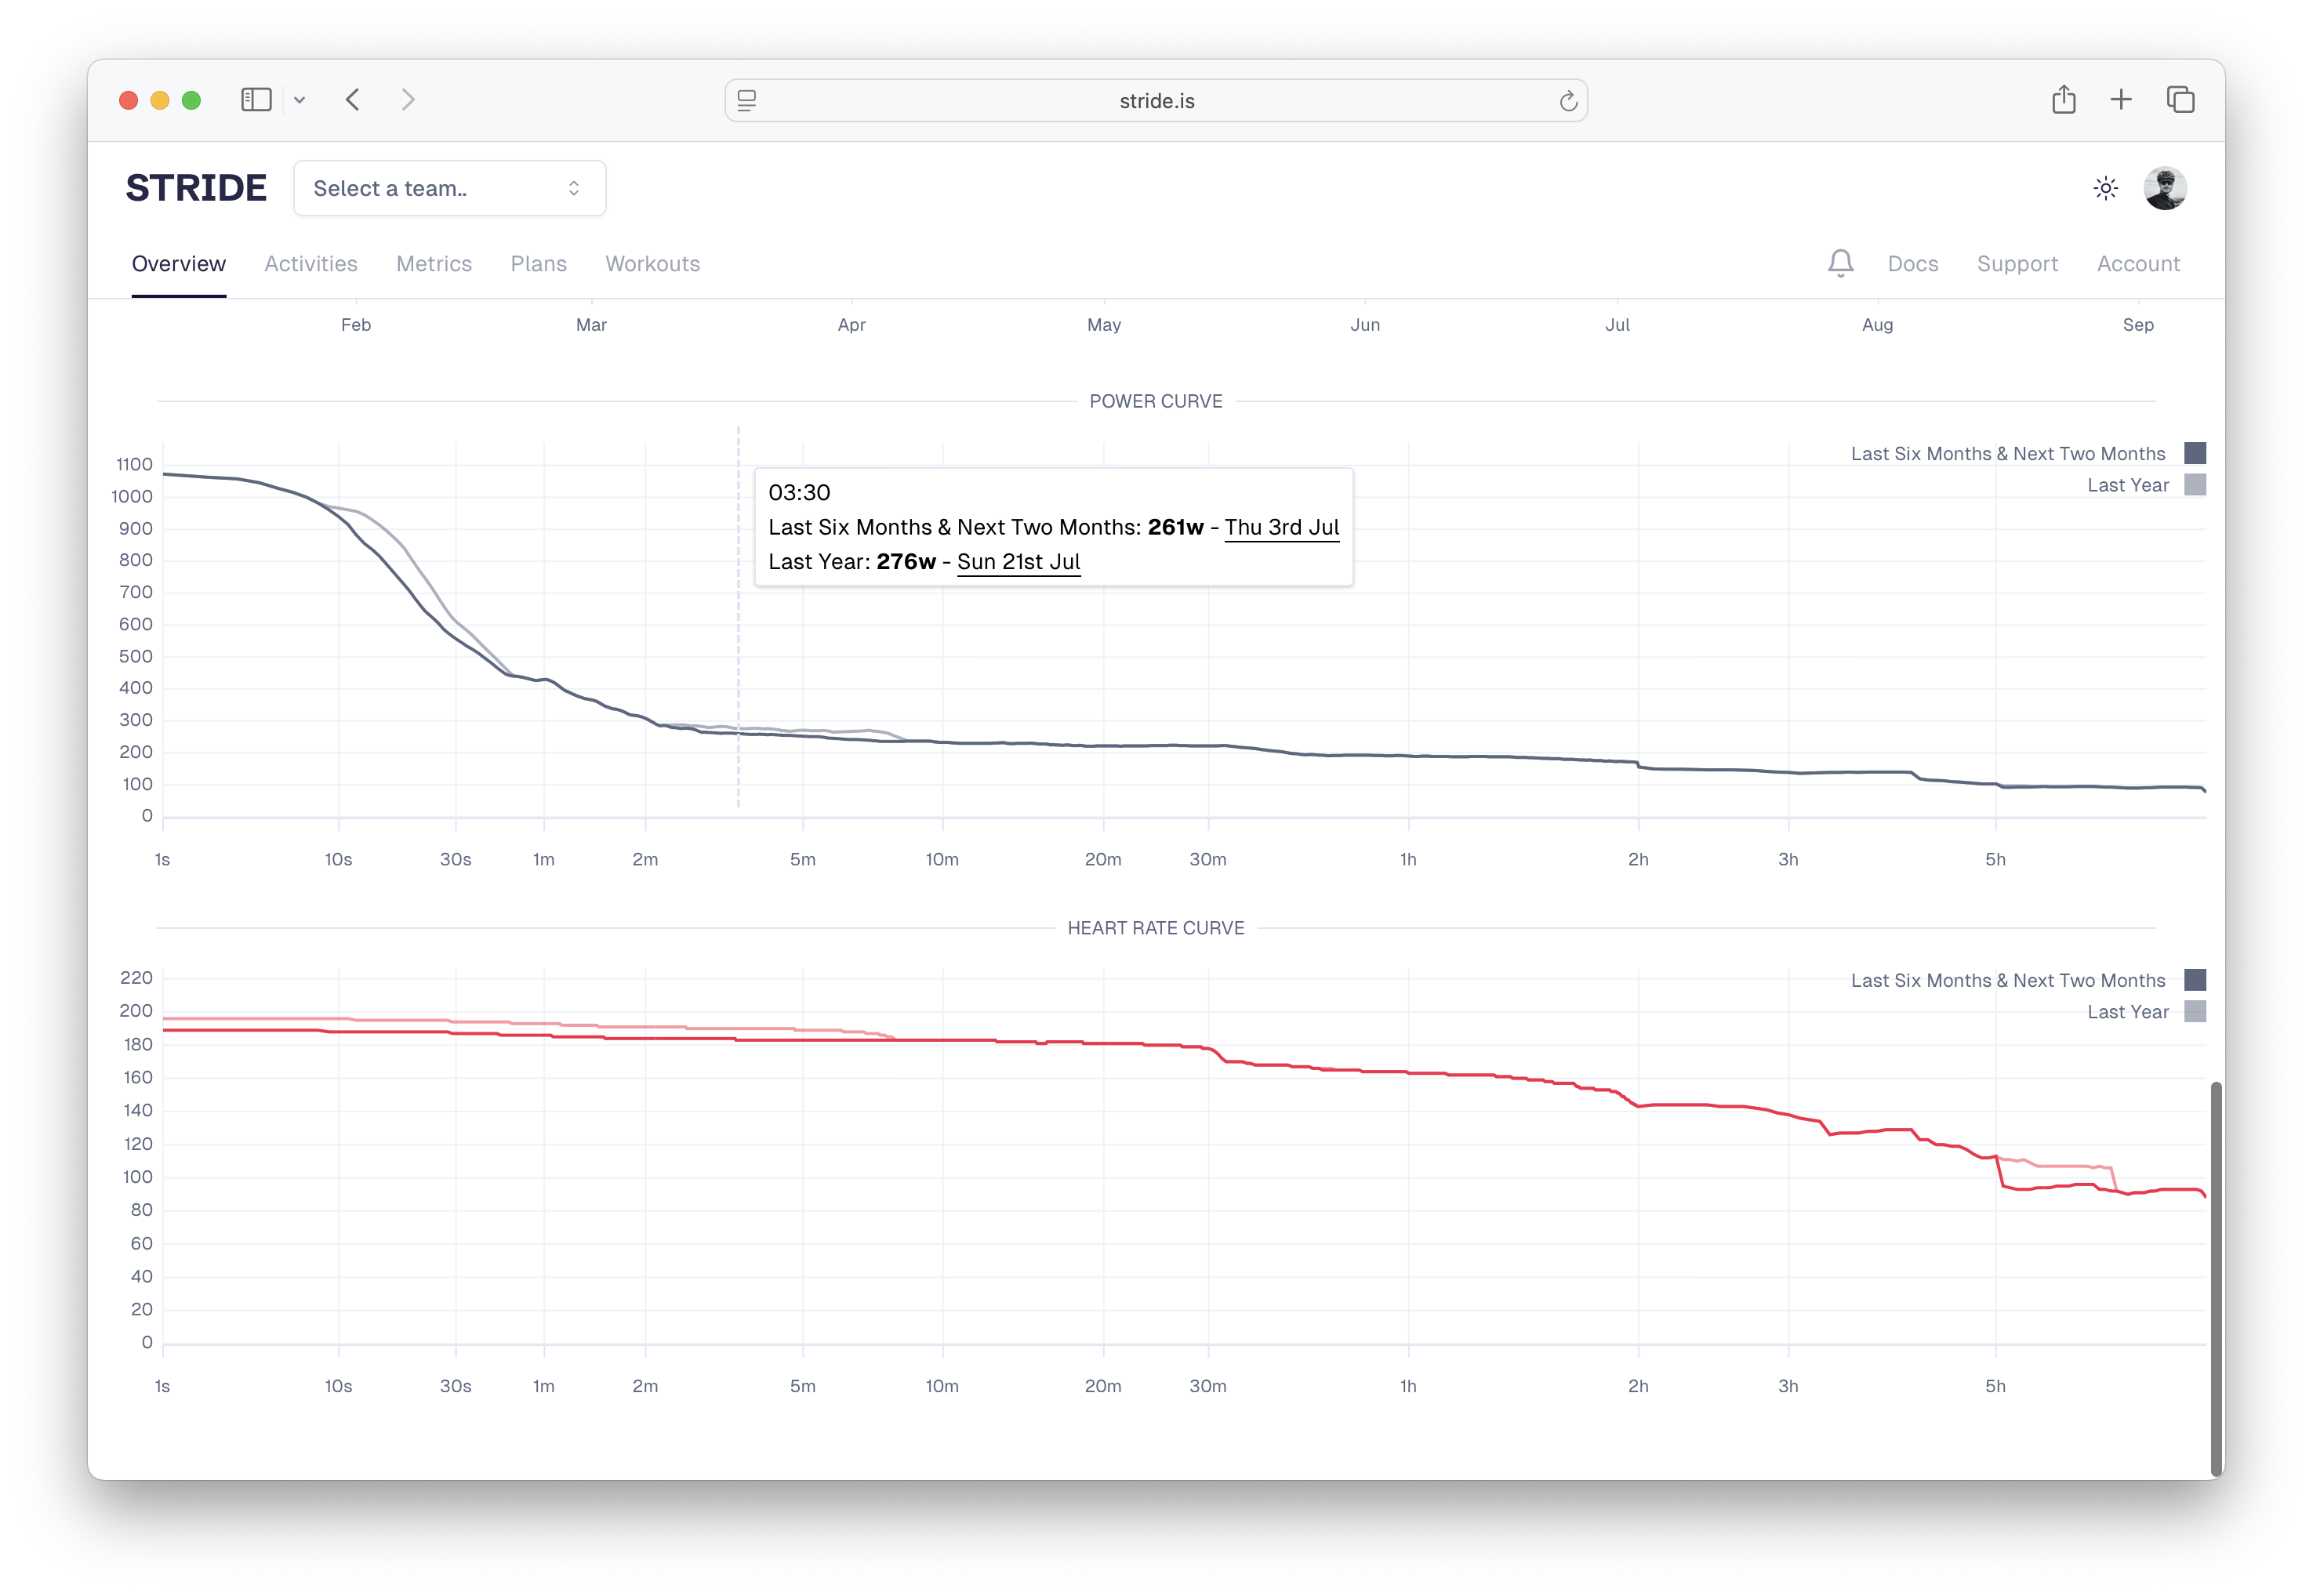 stride.is
STRIDE
Select a team..
Overview Activities Metrics Plans Workouts Docs Support Account
Feb Mar Apr May Jun Jul Aug Sep
POWER CURVE
Last Six Months & Next Two Months
Last Year
1100
1000
900
800
700
600
500
400
300
200
100
0
03:30
Last Six Months & Next Two Months: 261w - Thu 3rd Jul
Last Year: 276w - Sun 21st Jul
1s 10s 30s 1m 2m 5m 10m 20m 30m 1h 2h 3h 5h
HEART RATE CURVE
Last Six Months & Next Two Months
Last Year
220
200
180
160
140
120
100
80
60
40
20
0
1s 10s 30s 1m 2m 5m 10m 20m 30m 1h 2h 3h 5h